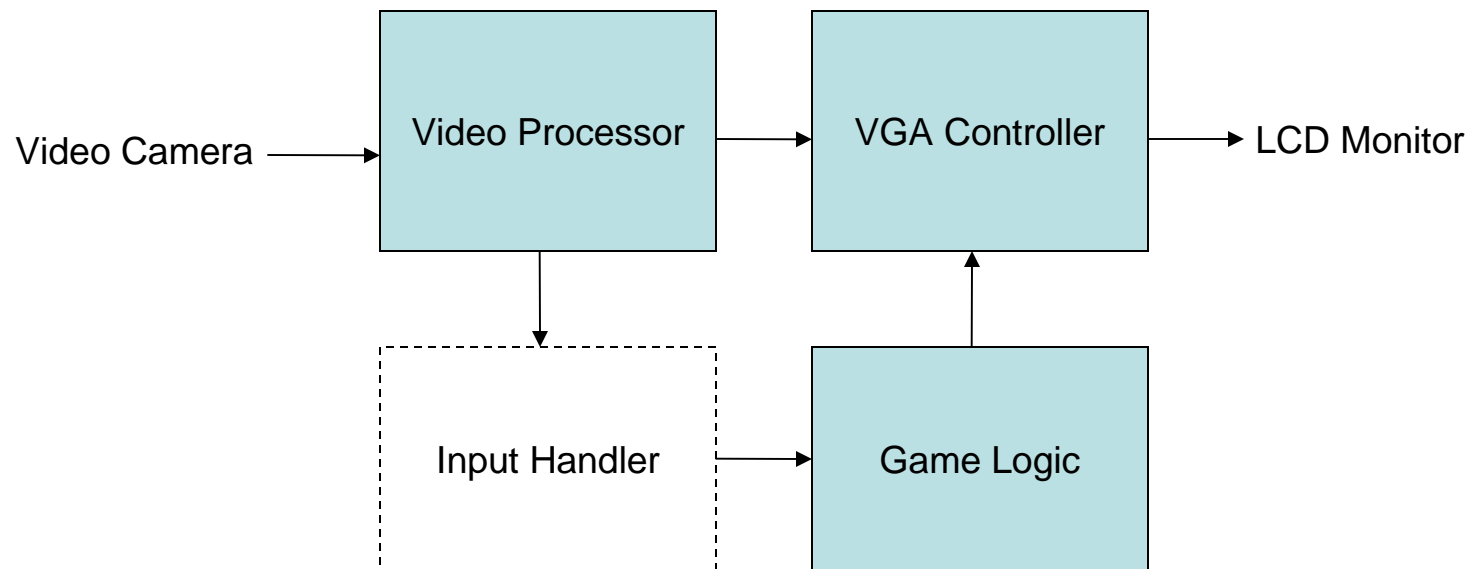 Video Camera
Video Processor
VGA Controller
LCD Monitor
Input Handler
Game Logic